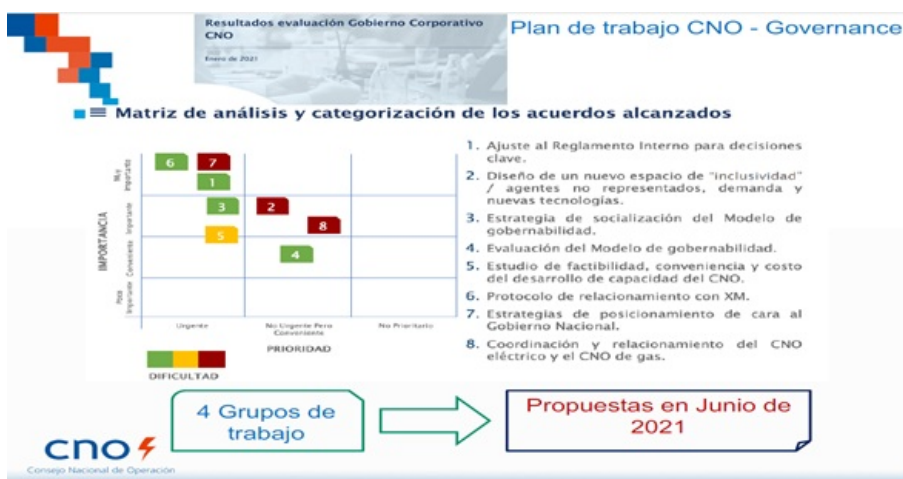 Resultados evaluación Gobierno Corporativo
CNO
Enero de 2021
Plan de trabajo CNO - Governance
Matriz de análisis y categorización de los acuerdos alcanzados
IMPORTANCIA
Muy
Importante
Importante
Conveniente
Poco
Importante
6
7
1
3
2
5
8
4
Urgente
No Urgente Pero
Conveniente
No Prioritario
PRIORIDAD
DIFICULTAD
1. Ajuste al Reglamento Interno para decisiones
clave.
2. Diseño de un nuevo espacio de "inclusividad"
/ agentes no representados, demanda y
nuevas tecnologías.
3. Estrategia de socialización del Modelo de
gobernabilidad.
4. Evaluación del Modelo de gobernabilidad.
5. Estudio de factibilidad, conveniencia y costo
del desarrollo de capacidad del CNO.
6. Protocolo de relacionamiento con XM.
7. Estrategias de posicionamiento de cara al
Gobierno Nacional.
8. Coordinación y relacionamiento del CNO
eléctrico y el CNO de gas.
4 Grupos de
trabajo
Propuestas en Junio de
2021
cno
Consejo Nacional de Operación